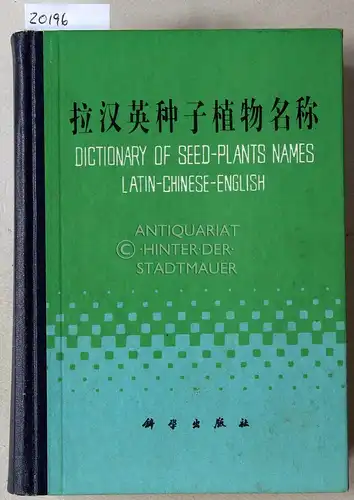 20196
拉汉英种子植物名称
DICTIONARY OF SEED-PLANTS NAMES
LATIN-CHINESE-ENGLISH
ANTIQUARIAT
© ·HINTER·DER·
STADTMAUER
科学出版社